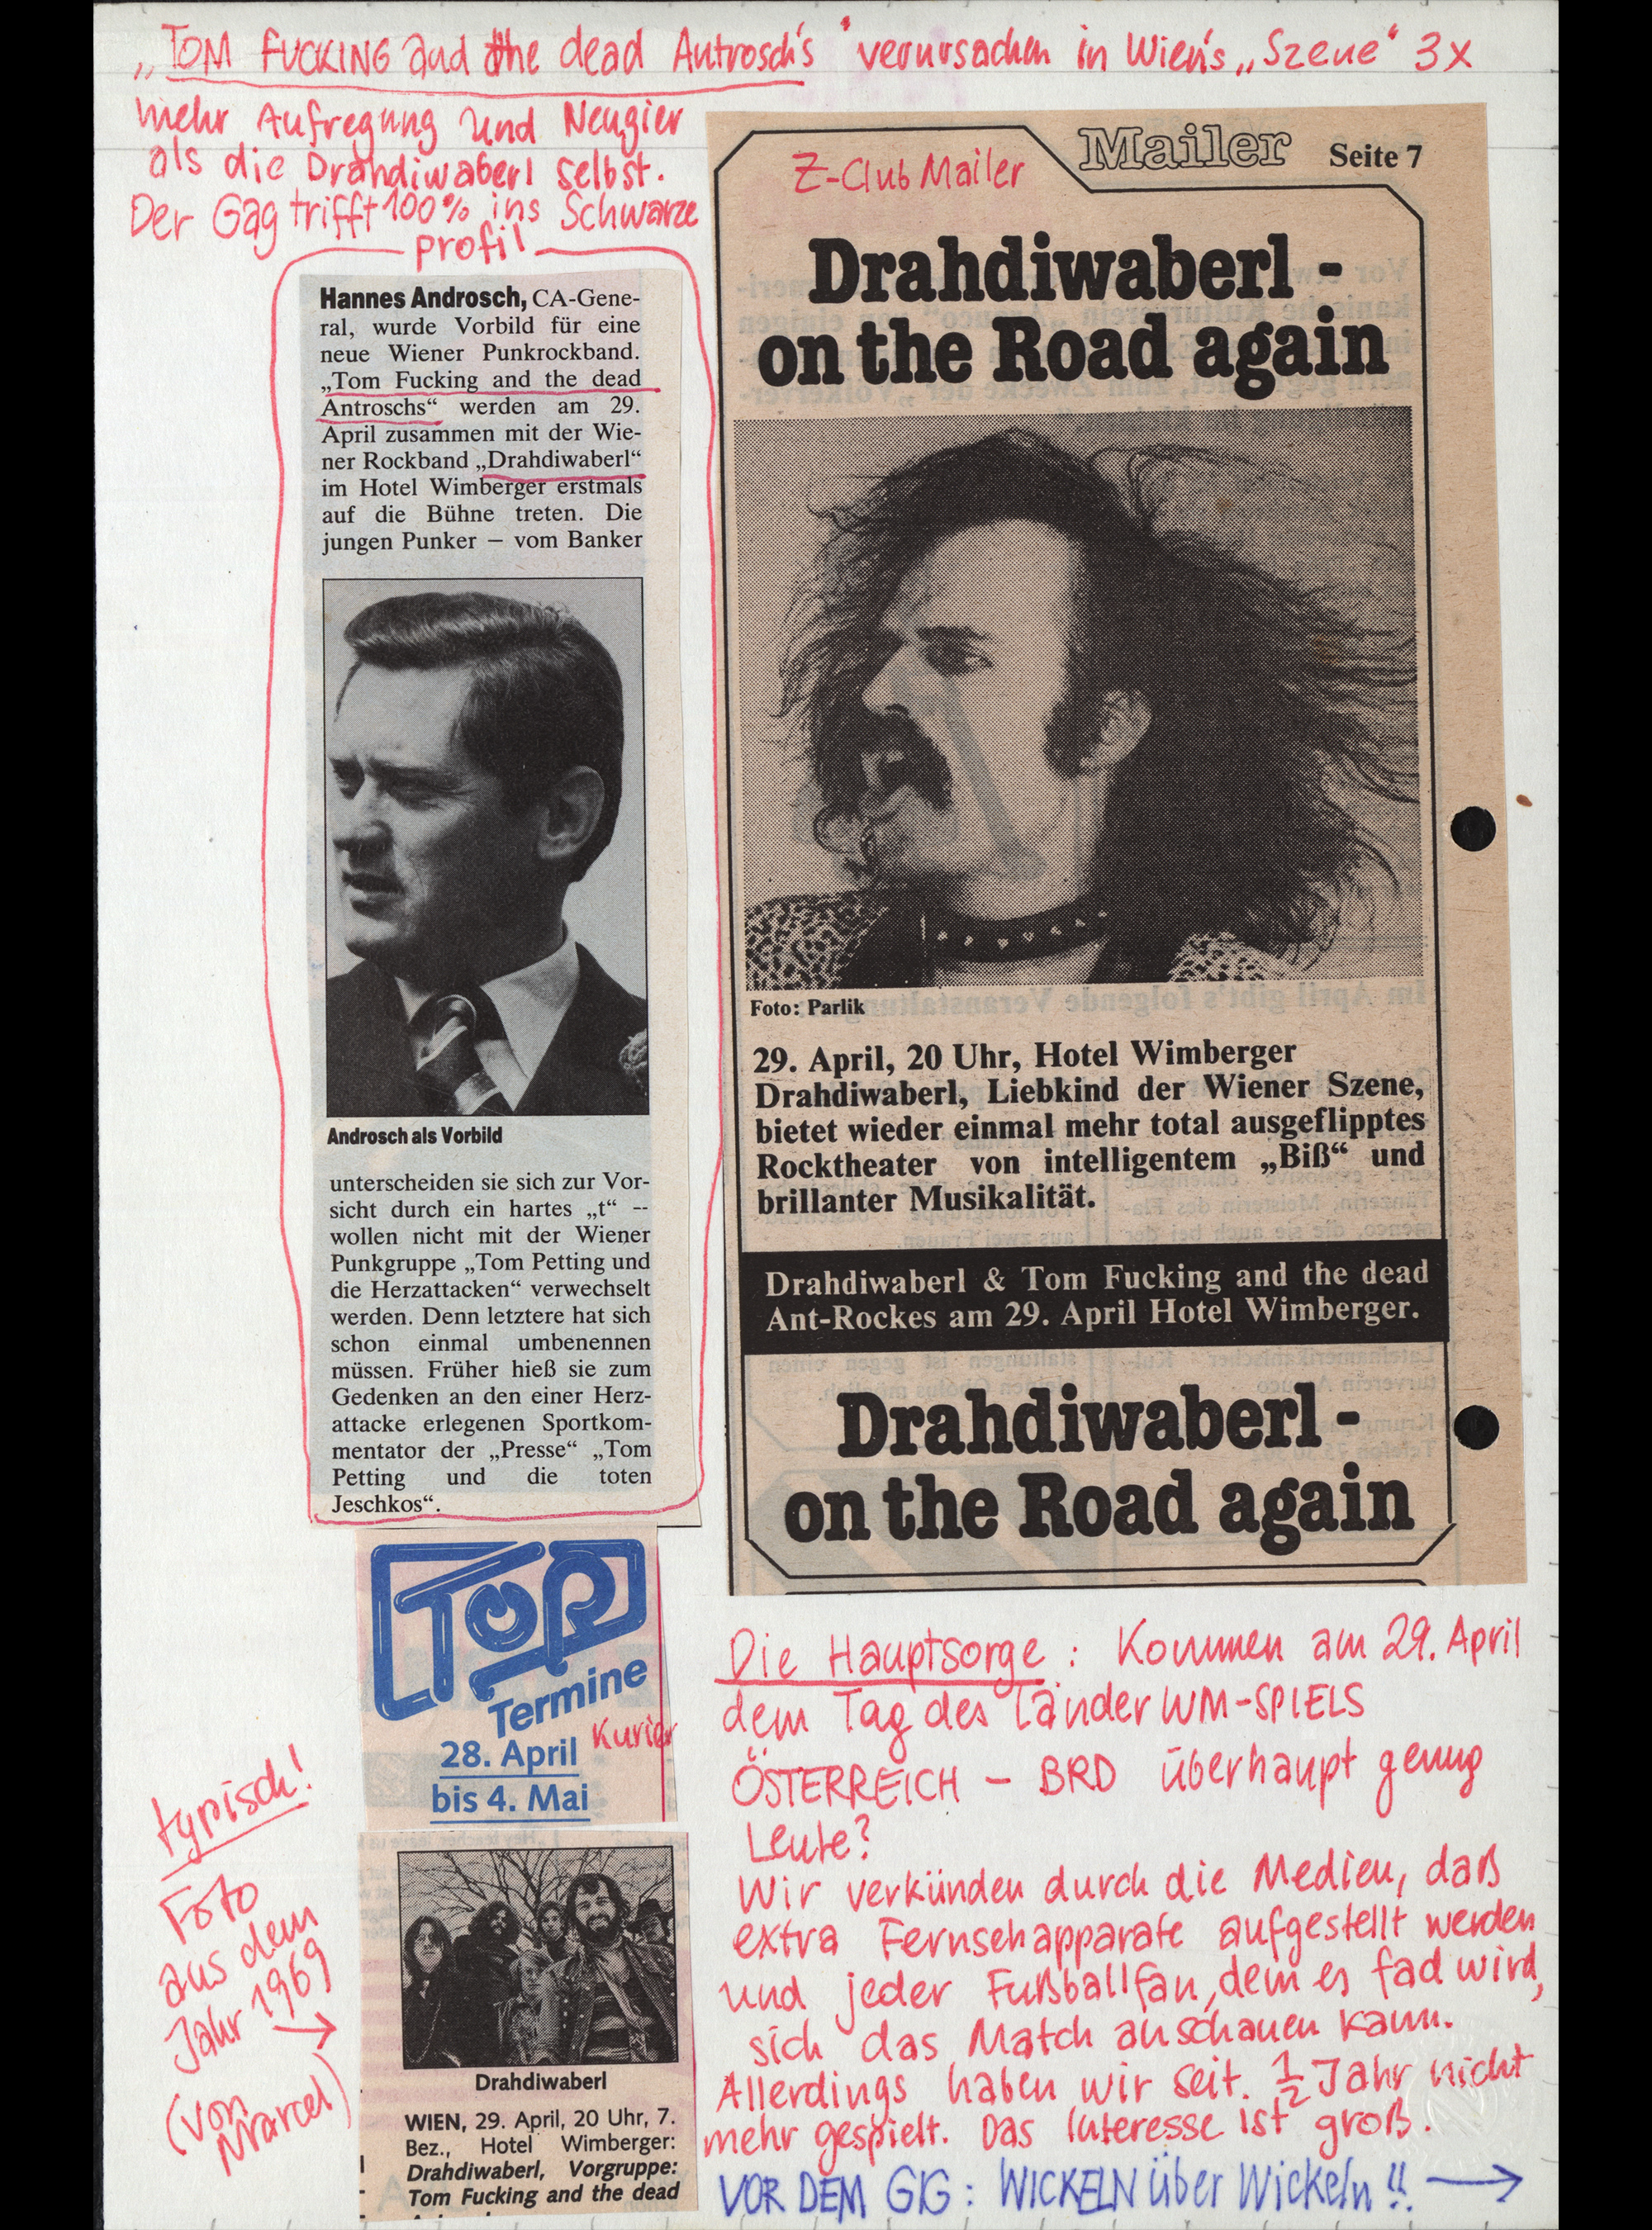 „TOM FUCKING and the dead Antrosch's" verursachen in Wien's „Szene" 3x
mehr Aufregung und Neugier
als die Drahdiwaberl selbst.
Der Gag trifft 100% ins Schwarze
profil
Hannes Androsch, CA-Gene-
ral, wurde Vorbild für eine
neue Wiener Punkrockband.
„Tom Fucking and the dead
Antroschs“ werden am 29.
April zusammen mit der Wie-
ner Rockband „Drahdiwaberl“
im Hotel Wimberger erstmals
auf die Bühne treten. Die
jungen Punker – vom Banker
Androsch als Vorbild
unterscheiden sie sich zur Vor-
sicht durch ein hartes „t“ --
wollen nicht mit der Wiener
Punkgruppe „Tom Petting und
die Herzattacken“ verwechselt
werden. Denn letztere hat sich
schon einmal umbenennen
müssen. Früher hieß sie zum
Gedenken an den einer Herz-
attacke erlegenen Sportkom-
mentator der „Presse“ „Tom
Petting und die toten
Jeschkos“.
Z-Club Mailer
Mailer Seite 7
Drahdiwaberl -
on the Road again
Foto: Parlik
29. April, 20 Uhr, Hotel Wimberger
Drahdiwaberl, Liebkind der Wiener Szene,
bietet wieder einmal mehr total ausgeflipptes
Rocktheater von intelligentem „Biß“ und
brillanter Musikalität.
Drahdiwaberl & Tom Fucking and the dead
Ant-Rockes am 29. April Hotel Wimberger.
Drahdiwaberl -
on the Road again
TOP
Termine
Kurier
28. April
bis 4. Mai
typisch!
Foto
aus dem
Jahr 1969
→
(von
Marcel)
Drahdiwaberl
WIEN, 29. April, 20 Uhr, 7.
Bez., Hotel Wimberger:
Drahdiwaberl, Vorgruppe:
Tom Fucking and the dead
Die Hauptsorge: Kommen am 29. April
dem Tag des Länder WM-SPIELS
ÖSTERREICH – BRD überhaupt genug
Leute?
Wir verkünden durch die Medien, daß
extra Fernsehapparate aufgestellt werden
und jeder Fußballfan, dem es fad wird,
sich das Match anschauen kann.
Allerdings haben wir seit. ½ Jahr nicht
mehr gespielt. Das Interesse ist groß.
VOR DEM GIG: WICKELN über Wickeln!! →